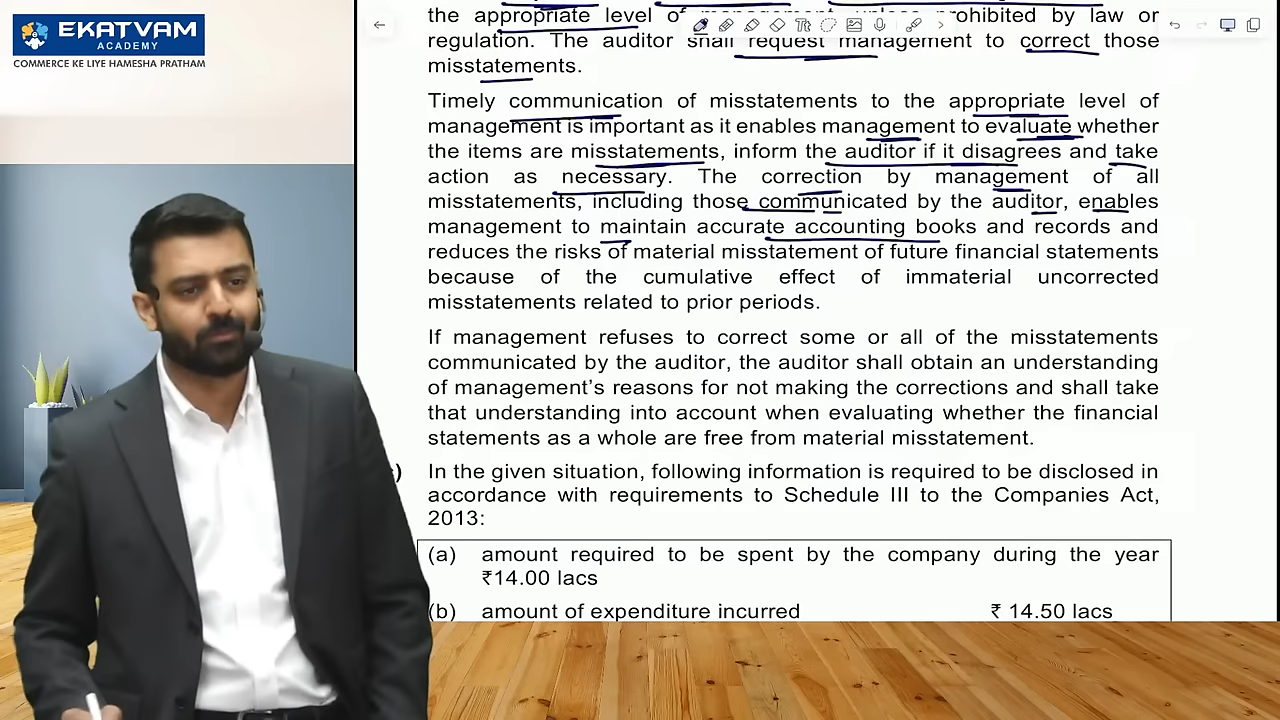 EKATVAM
ACADEMY
COMMERCE KE LIYE HAMESHA PRATHAM
the appropriate level of management unless prohibited by law or
regulation. The auditor shall request management to correct those
misstatements.
Timely communication of misstatements to the appropriate level of
management is important as it enables management to evaluate whether
the items are misstatements, inform the auditor if it disagrees and take
action as necessary. The correction by management of all
misstatements, including those communicated by the auditor, enables
management to maintain accurate accounting books and records and
reduces the risks of material misstatement of future financial statements
because of the cumulative effect of immaterial uncorrected
misstatements related to prior periods.
If management refuses to correct some or all of the misstatements
communicated by the auditor, the auditor shall obtain an understanding
of management's reasons for not making the corrections and shall take
that understanding into account when evaluating whether the financial
statements as a whole are free from material misstatement.
) In the given situation, following information is required to be disclosed in
accordance with requirements to Schedule III to the Companies Act,
2013:
(a) amount required to be spent by the company during the year
₹14.00 lacs
(b) amount of expenditure incurred ₹ 14.50 lacs